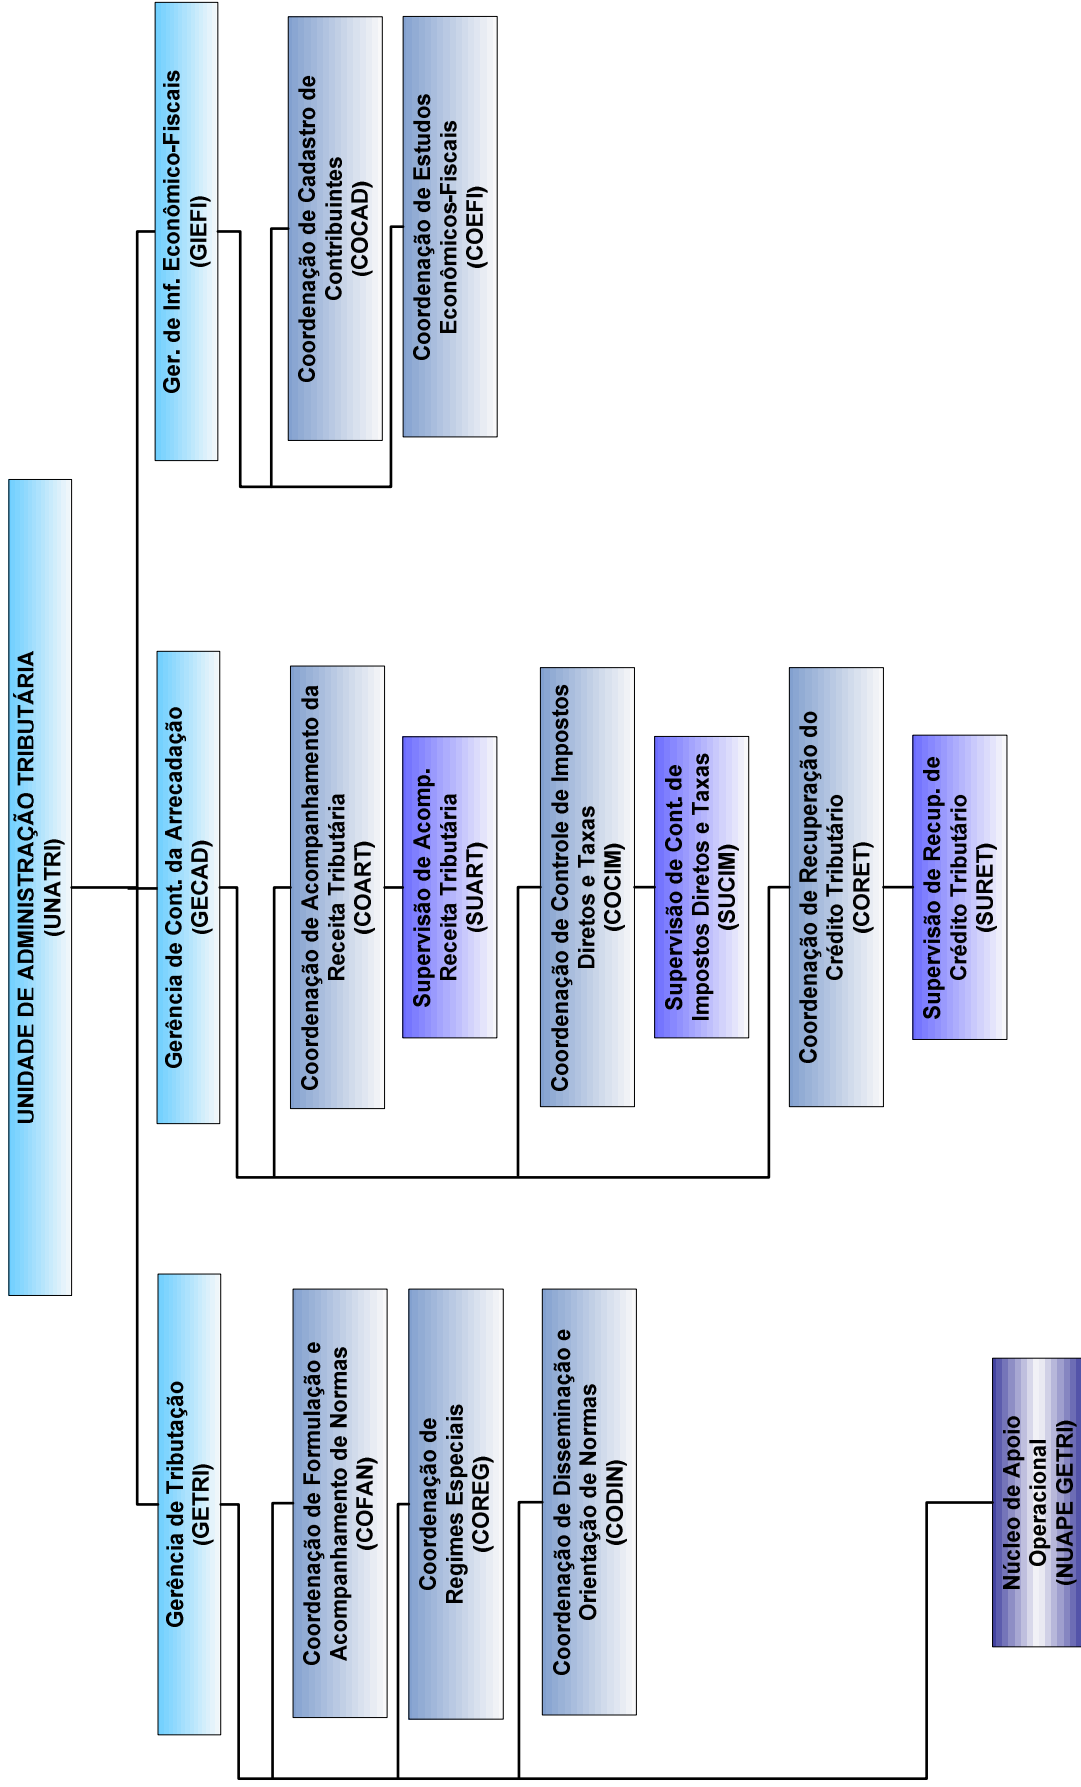 UNIDADE DE ADMINISTRAÇÃO TRIBUTÁRIA
(UNATRI)
Gerência de Tributação
(GETRI)
Coordenação de Formulação e
Acompanhamento de Normas
(COFAN)
Coordenação de
Regimes Especiais
(COREG)
Coordenação de Disseminação e
Orientação de Normas
(CODIN)
Núcleo de Apoio
Operacional
(NUAPE GETRI)
Gerência de Cont. da Arrecadação
(GECAD)
Coordenação de Acompanhamento da
Receita Tributária
(COART)
Supervisão de Acomp.
Receita Tributária
(SUART)
Coordenação de Controle de Impostos
Diretos e Taxas
(COCIM)
Supervisão de Cont. de
Impostos Diretos e Taxas
(SUCIM)
Coordenação de Recuperação do
Crédito Tributário
(CORET)
Supervisão de Recup. de
Crédito Tributário
(SURET)
Ger. de Inf. Econômico-Fiscais
(GIEFI)
Coordenação de Cadastro de
Contribuintes
(COCAD)
Coordenação de Estudos
Econômicos-Fiscais
(COEFI)